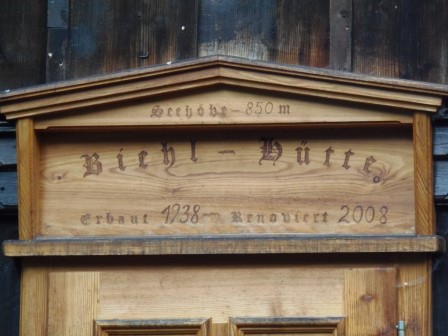 Seehöhe - 850 m
Biehl - Hütte
Erbaut 1938 - Renoviert 2008